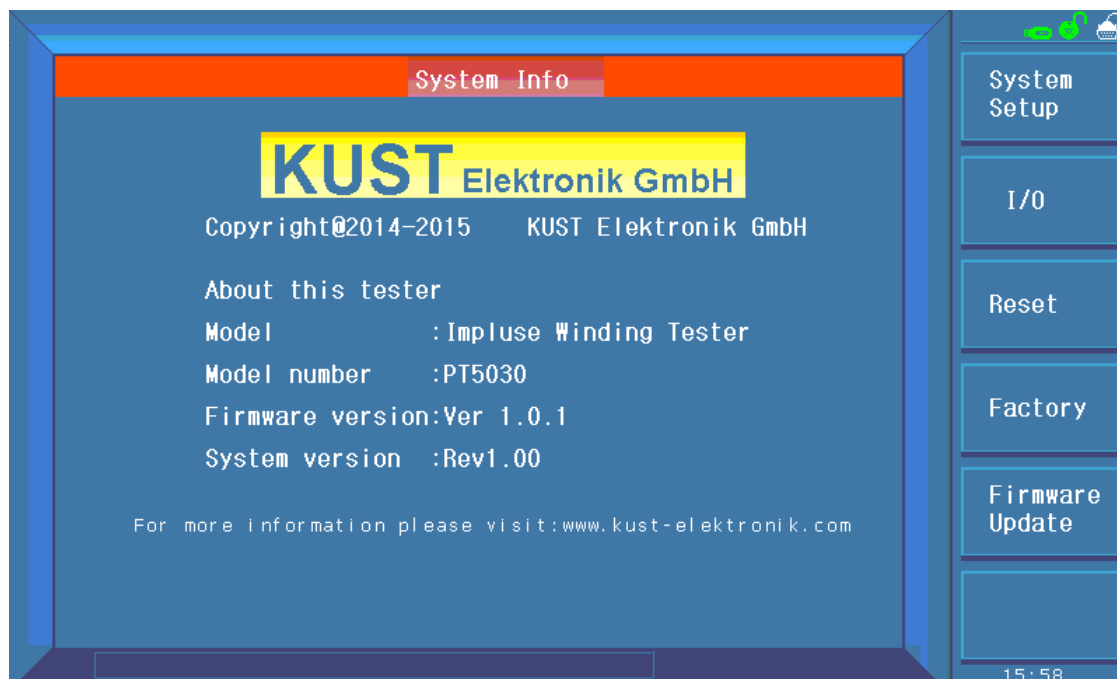 System Info
KUST Elektronik GmbH
Copyright@2014-2015 KUST Elektronik GmbH
About this tester
Model :Impluse Winding Tester
Model number :PT5030
Firmware version:Ver 1.0.1
System version :Rev1.00
For more information please visit:www.kust-elektronik.com
System
Setup
I/O
Reset
Factory
Firmware
Update
15:58